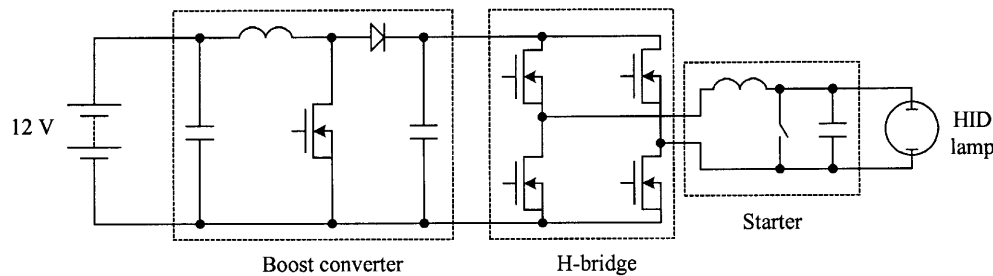 12 V
HID
lamp
Starter
Boost converter
H-bridge